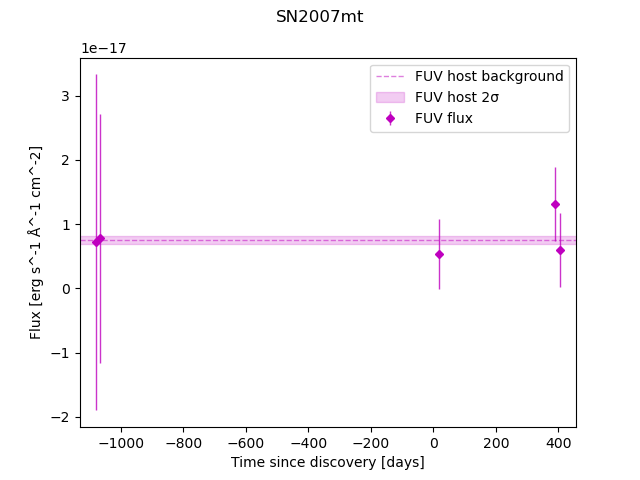 SN2007mt
1e−17
FUV host background
FUV host 2σ
FUV flux
3
2
1
0
−1
−2
Flux [erg s^-1 Å^-1 cm^-2]
−1000
−800
−600
−400
−200
0
200
400
Time since discovery [days]